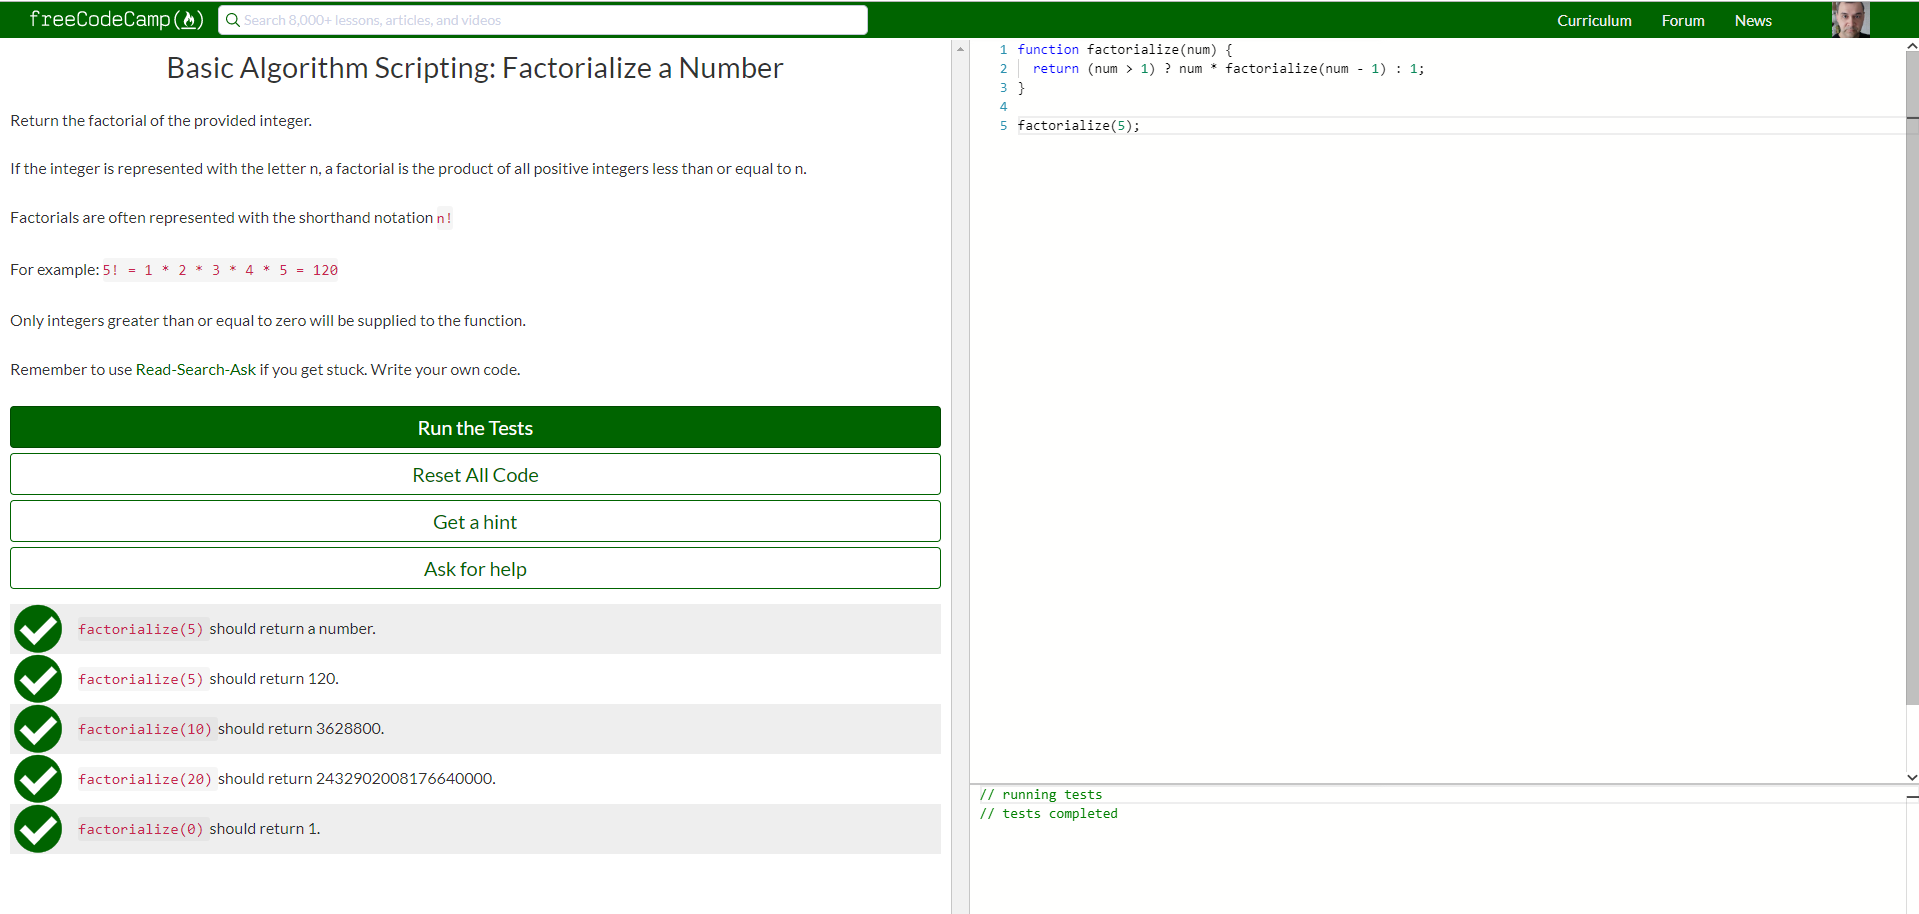 freeCodeCamp
Search 8,000+ lessons, articles, and videos
Curriculum
Forum
News
Basic Algorithm Scripting: Factorialize a Number
Return the factorial of the provided integer.
If the integer is represented with the letter n, a factorial is the product of all positive integers less than or equal to n.
Factorials are often represented with the shorthand notation n!
For example: 5! = 1 * 2 * 3 * 4 * 5 = 120
Only integers greater than or equal to zero will be supplied to the function.
Remember to use Read-Search-Ask if you get stuck. Write your own code.
Run the Tests
Reset All Code
Get a hint
Ask for help
factorialize(5) should return a number.
factorialize(5) should return 120.
factorialize(10) should return 3628800.
factorialize(20) should return 2432902008176640000.
factorialize(0) should return 1.
1 function factorialize(num) {
2 return (num > 1) ? num * factorialize(num - 1) : 1;
3 }
4
5 factorialize(5);
// running tests
// tests completed